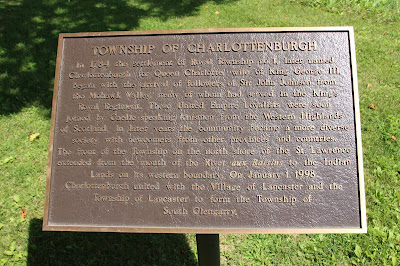 TOWNSHIP OF CHARLOTTENBURGH
In 1784 the settlement of Royal Township no 1, later named
Charlottenburgh (for Queen Charlotte, wife of King George III,
began with the arrival of followers of Sir John Johnson from
the Mohawk Valley, many of whom had served in the King's
Royal Regiment. These United Empire Loyalists were soon
joined by Gaelic-speaking kinsmen from the Western Highlands
of Scotland. In later years the community became a more diverse
society with newcomers from other provinces and countries.
The front of the Township on the north shore of the St. Lawrence
extended from the mouth of the River aux Raisins to the Indian
Lands on its western boundary. On January 1, 1998
Charlottenburgh united with the Village of Lancaster and the
Township of Lancaster to form the Township of
South Glengarry.